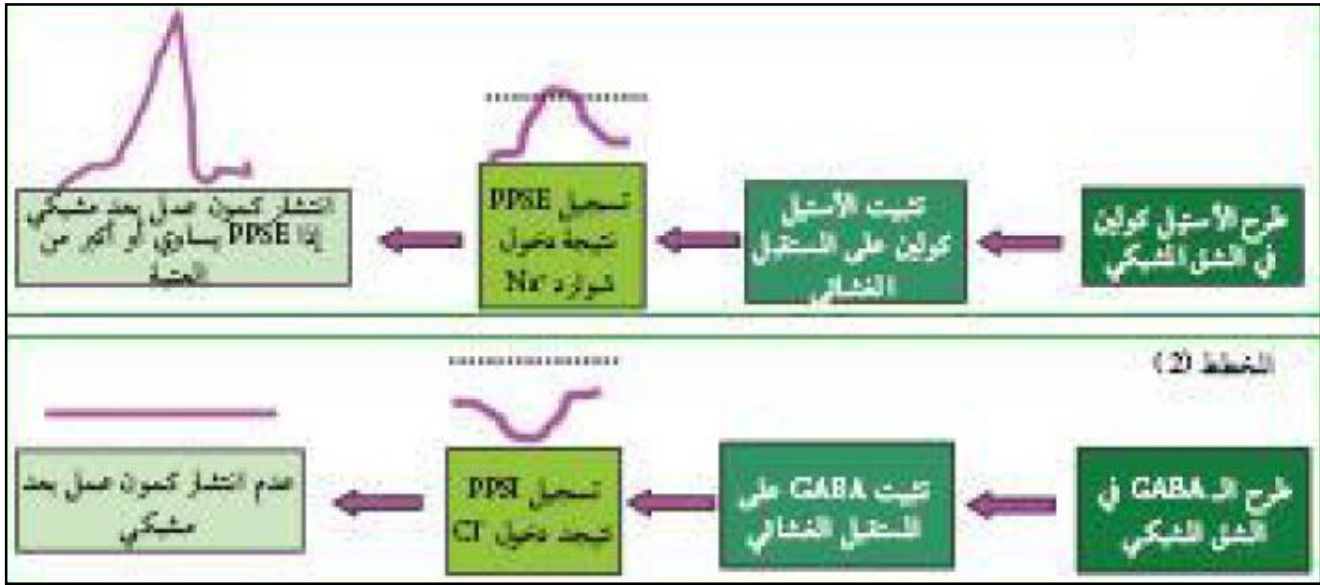 طرح الأستيل كولين
في الشق المشبكي
تثبيت الأستيل
كولين على المستقبل
الغشائي
تسجيل PPSE
نتيجة دخول
شوارد Na⁺
انتشار كمون عمل بعد مشبكي
إذا PPSE يساوي أو أكبر من
العتبة
المخطط (2)
طرح الـ GABA في
الشق المشبكي
تثبيت GABA على
المستقبل الغشائي
تسجيل PPSI
دخول Cl⁻
عدم انتشار كمون عمل بعد
مشبكي